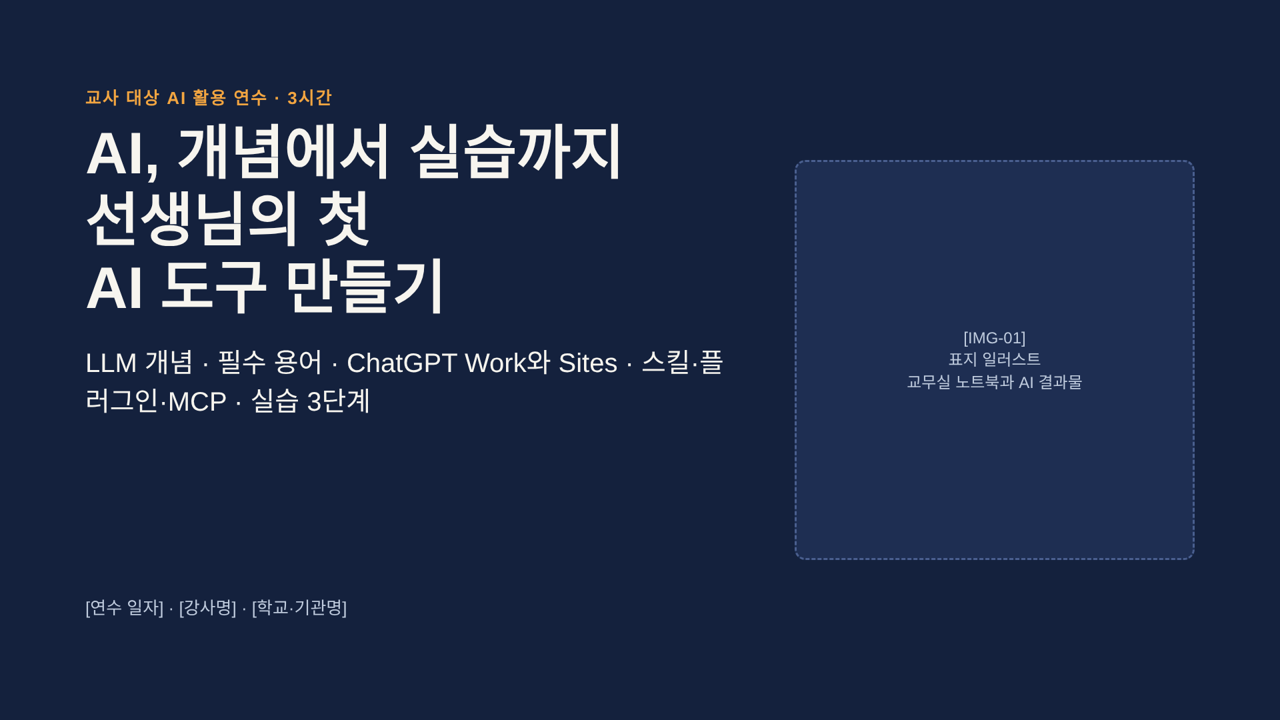 교사 대상 AI 활용 연수 · 3시간
AI, 개념에서 실습까지
선생님의 첫
AI 도구 만들기
LLM 개념 · 필수 용어 · ChatGPT Work와 Sites · 스킬·플
러그인·MCP · 실습 3단계
[IMG-01]
표지 일러스트
교무실 노트북과 AI 결과물
[연수 일자] · [강사명] · [학교·기관명]